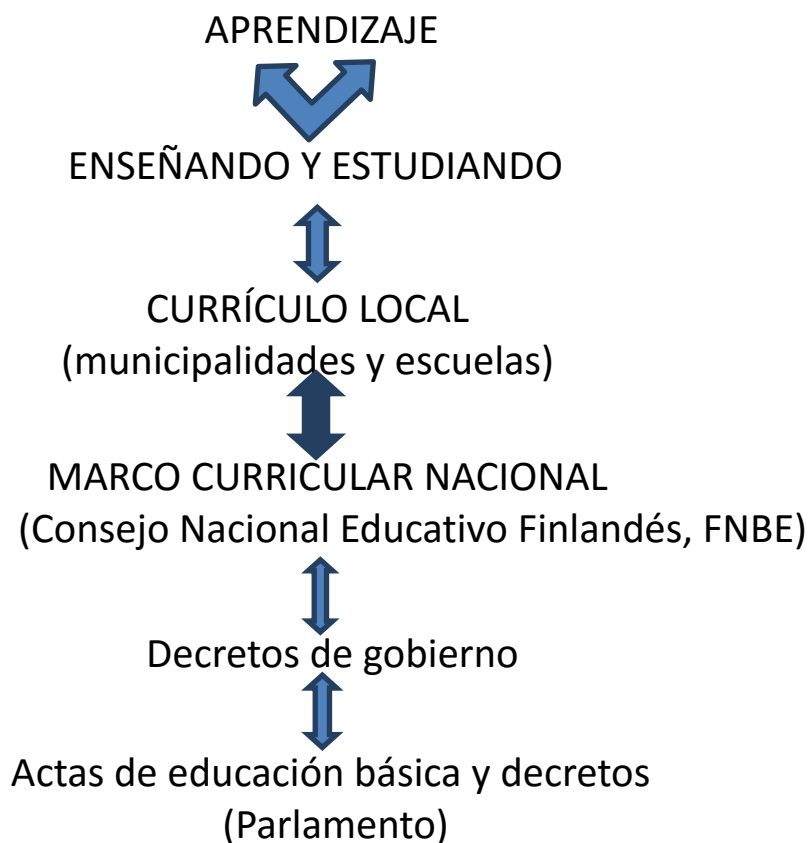 APRENDIZAJE
ENSEÑANDO Y ESTUDIANDO
CURRÍCULO LOCAL
(municipalidades y escuelas)
MARCO CURRICULAR NACIONAL
(Consejo Nacional Educativo Finlandés, FNBE)
Decretos de gobierno
Actas de educación básica y decretos
(Parlamento)